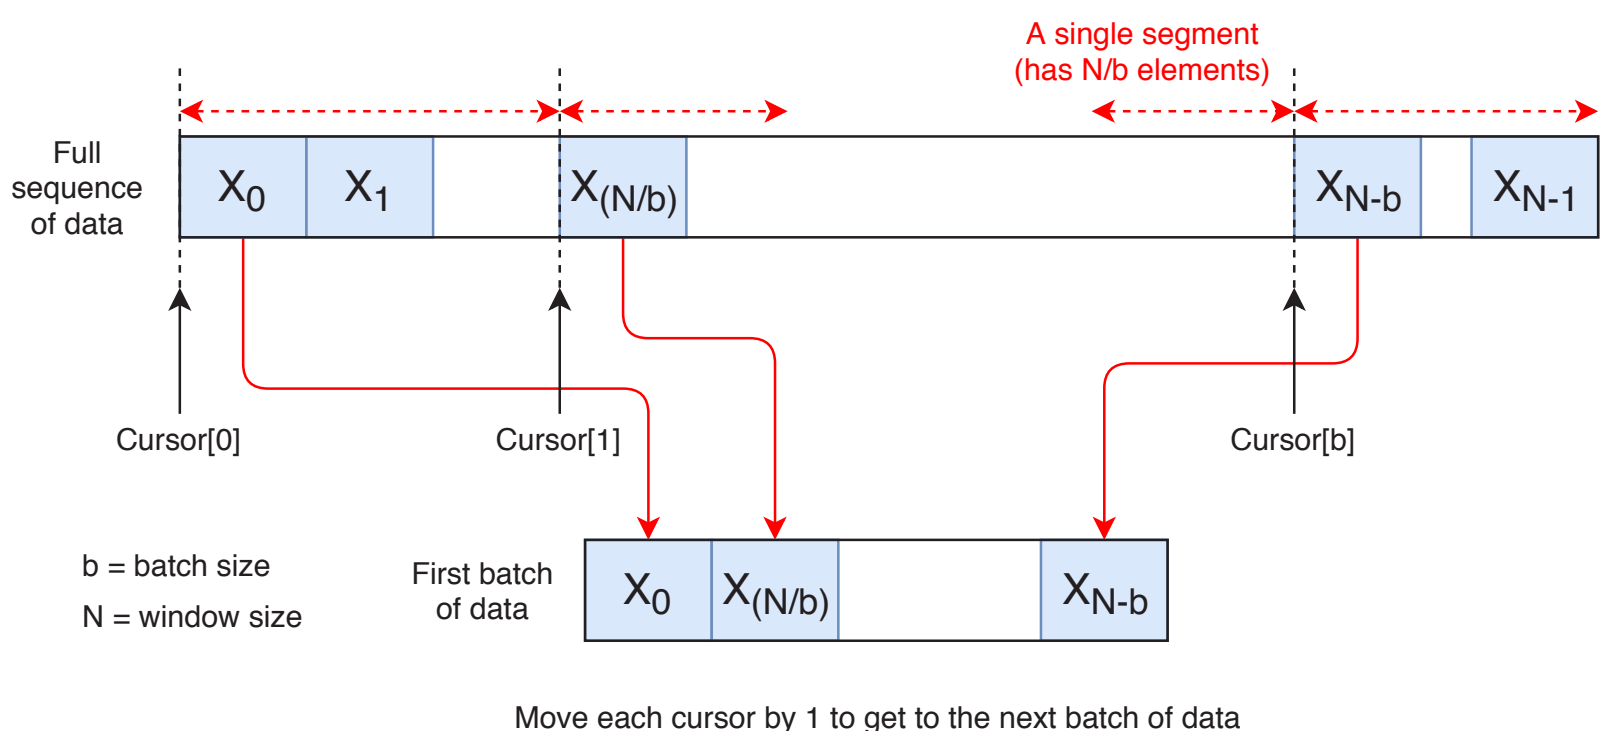 A single segment
(has N/b elements)
Full
sequence
of data
X0 X1 X(N/b) XN-b XN-1
Cursor[0] Cursor[1] Cursor[b]
b = batch size
N = window size
First batch
of data
X0 X(N/b) XN-b
Move each cursor by 1 to get to the next batch of data